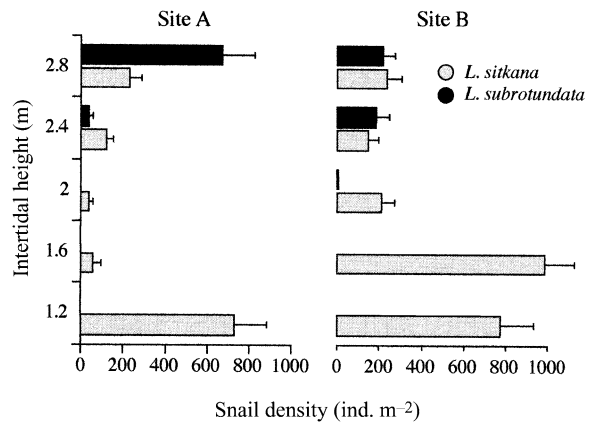 Site A
Site B
L. sitkana
L. subrotundata
Intertidal height (m)
2.8
2.4
2
1.6
1.2
0 200 400 600 800 1000
0 200 400 600 800 1000
Snail density (ind. m–2)